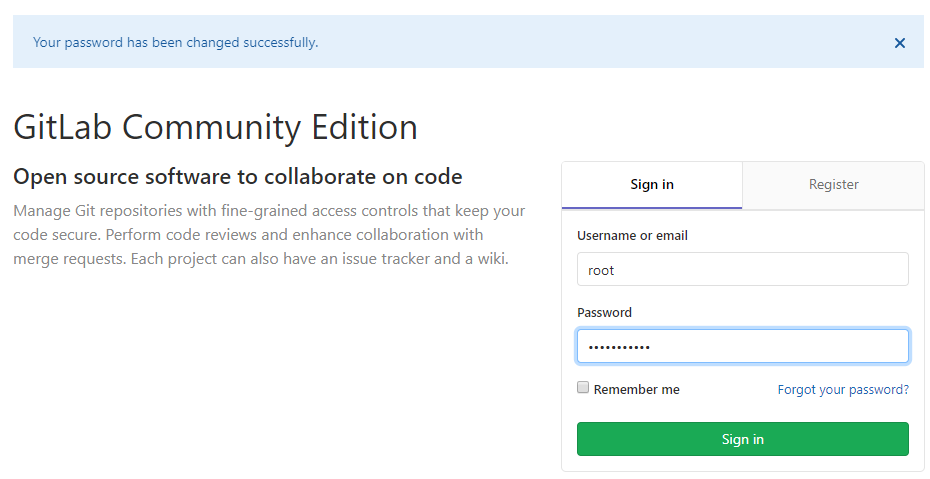 Your password has been changed successfully.
GitLab Community Edition
Open source software to collaborate on code
Manage Git repositories with fine-grained access controls that keep your
code secure. Perform code reviews and enhance collaboration with
merge requests. Each project can also have an issue tracker and a wiki.
Sign in
Register
Username or email
root
Password
•••••••••••
Remember me
Forgot your password?
Sign in